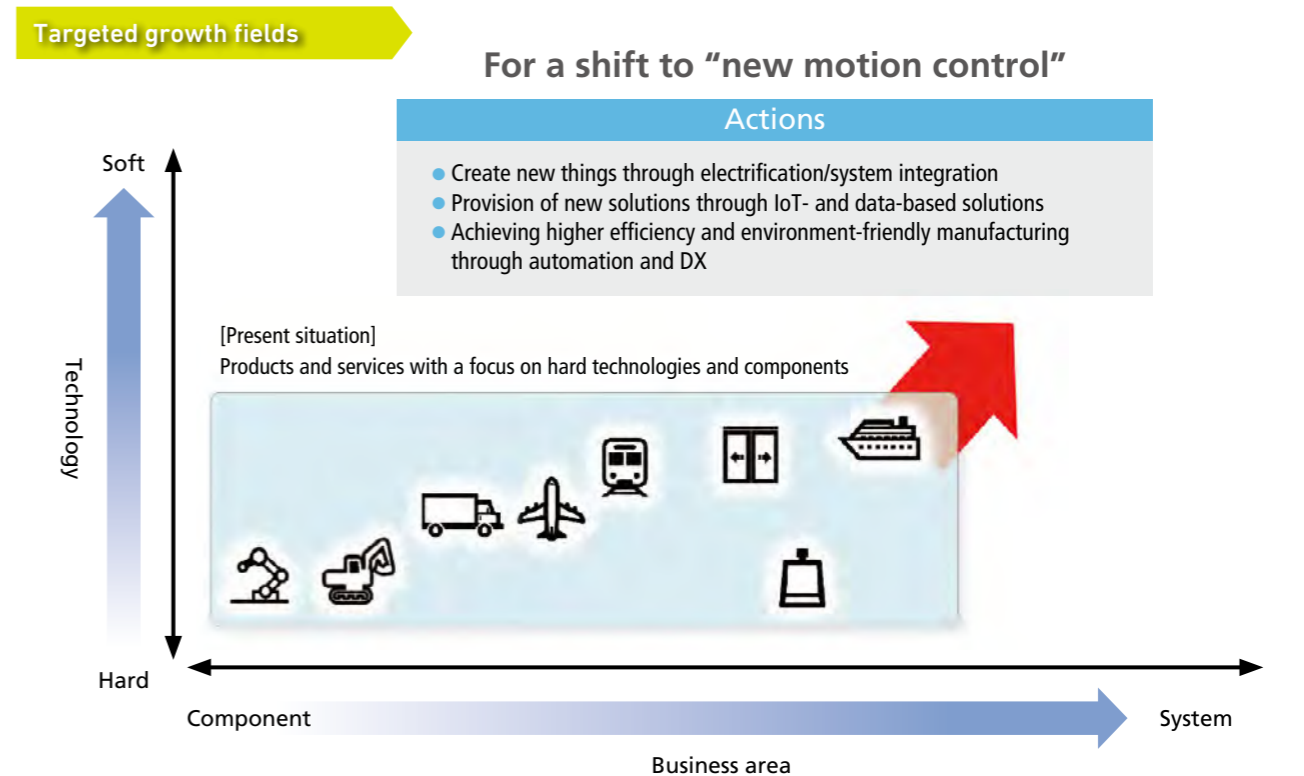 Targeted growth fields
For a shift to “new motion control”
Actions
● Create new things through electrification/system integration
● Provision of new solutions through IoT- and data-based solutions
● Achieving higher efficiency and environment-friendly manufacturing
through automation and DX
Soft
Technology
Hard
[Present situation]
Products and services with a focus on hard technologies and components
Component
System
Business area